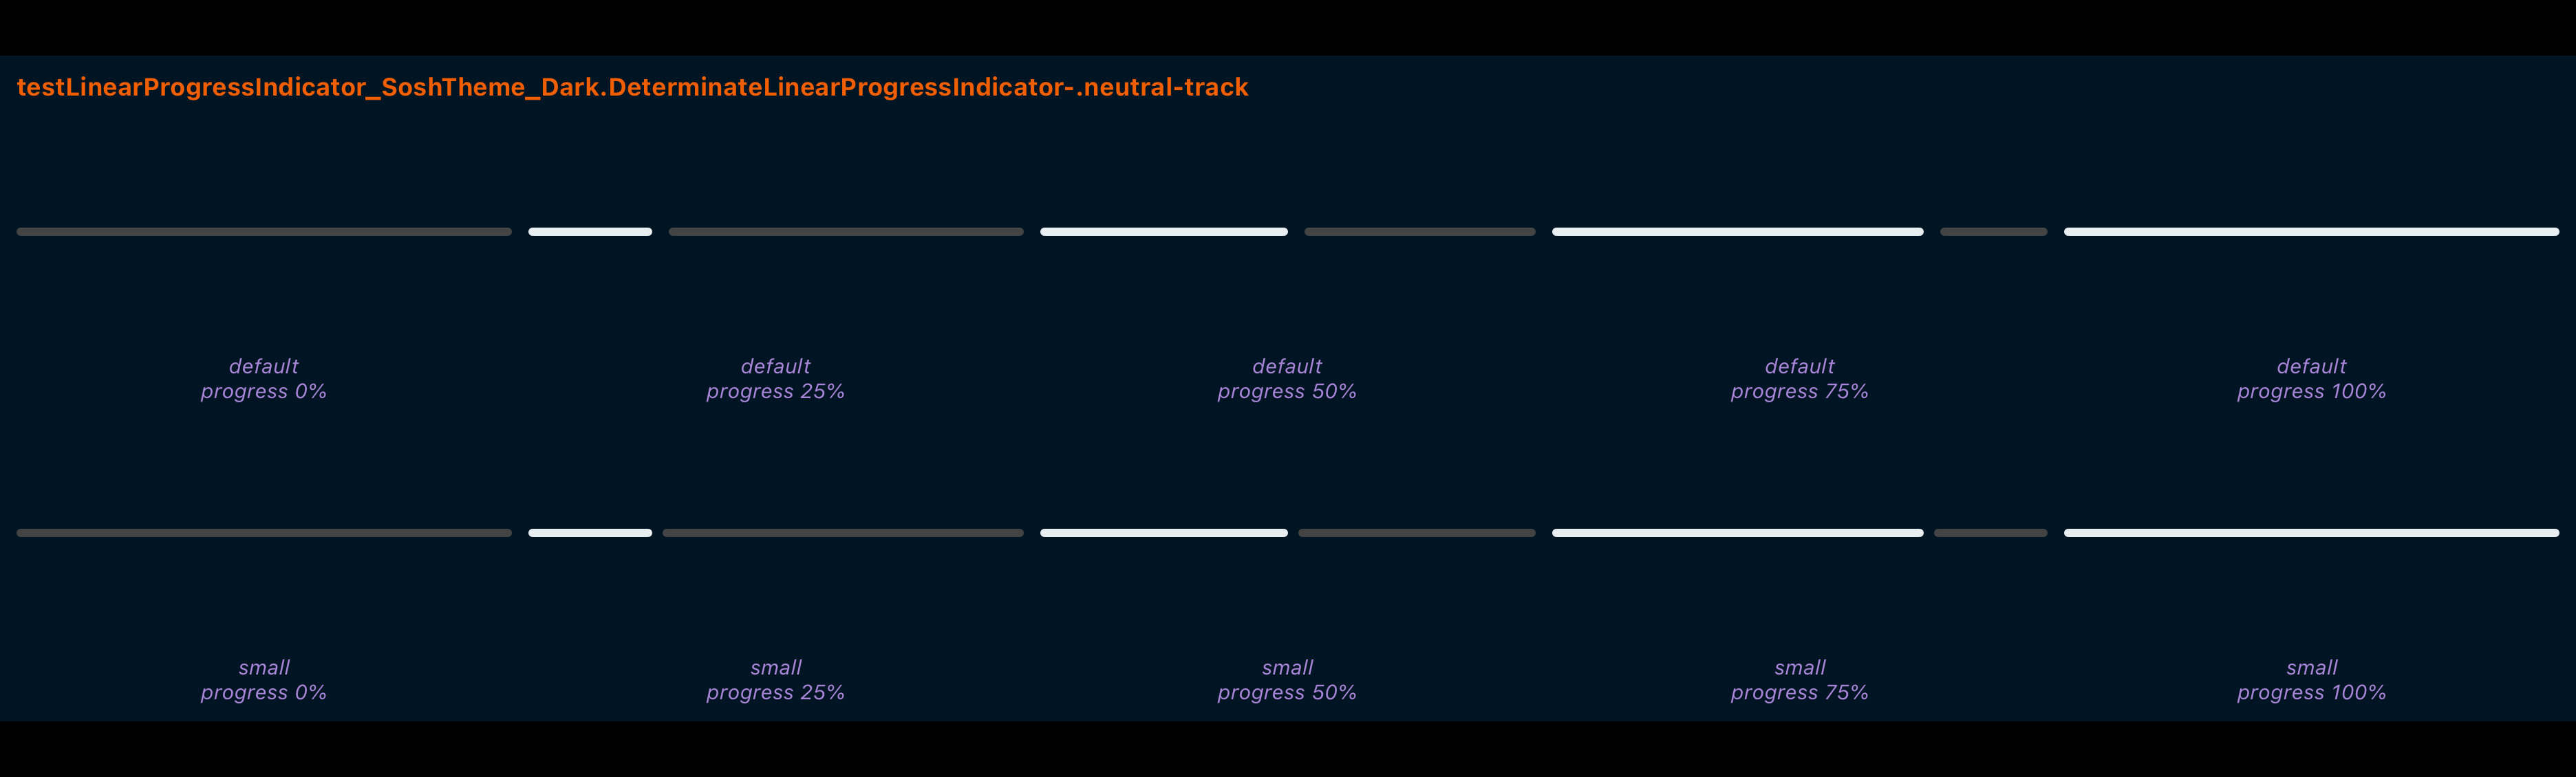 testLinearProgressIndicator_SoshTheme_Dark.DeterminateLinearProgressIndicator-.neutral-track
default
progress 0%
default
progress 25%
default
progress 50%
default
progress 75%
default
progress 100%
small
progress 0%
small
progress 25%
small
progress 50%
small
progress 75%
small
progress 100%